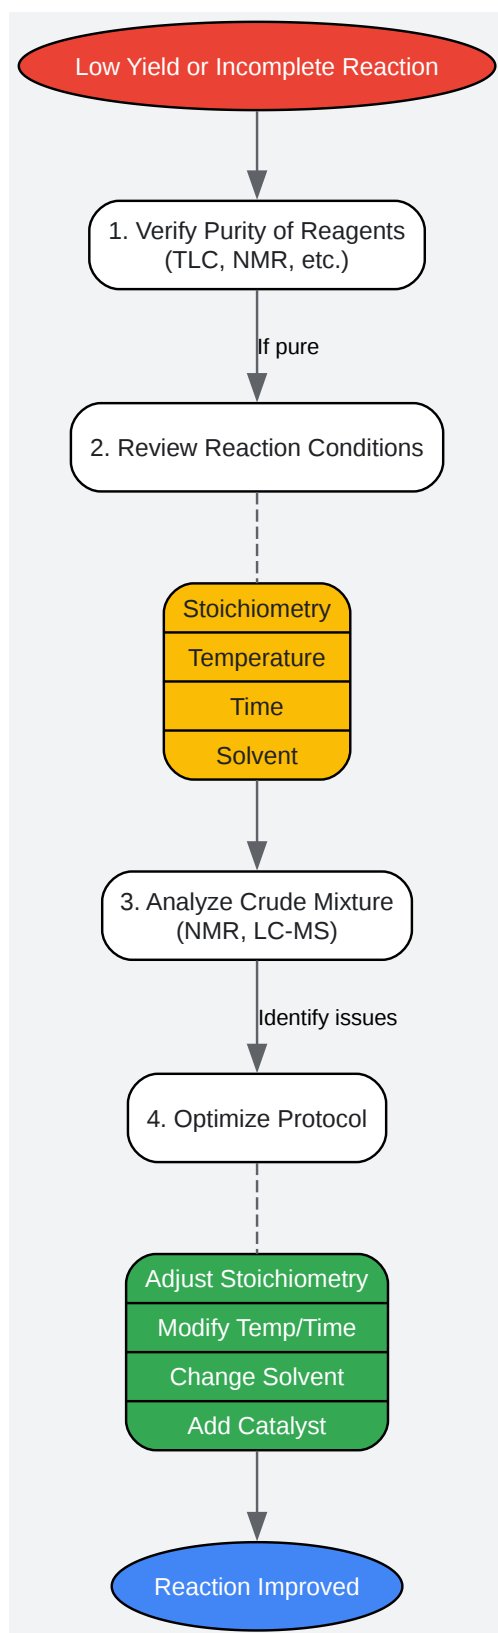 Low Yield or Incomplete Reaction
1. Verify Purity of Reagents
(TLC, NMR, etc.)
If pure
2. Review Reaction Conditions
Stoichiometry
Temperature
Time
Solvent
3. Analyze Crude Mixture
(NMR, LC-MS)
Identify issues
4. Optimize Protocol
Adjust Stoichiometry
Modify Temp/Time
Change Solvent
Add Catalyst
Reaction Improved